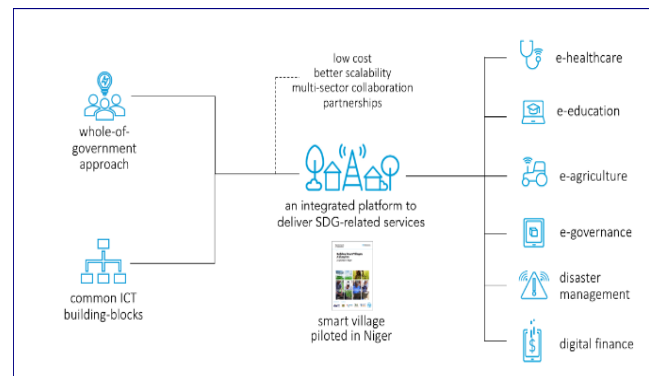 whole-of-
government
approach
common ICT
building-blocks
low cost
better scalability
multi-sector collaboration
partnerships
an integrated platform to
deliver SDG-related services
smart village
piloted in Niger
e-healthcare
e-education
e-agriculture
e-governance
disaster
management
digital finance